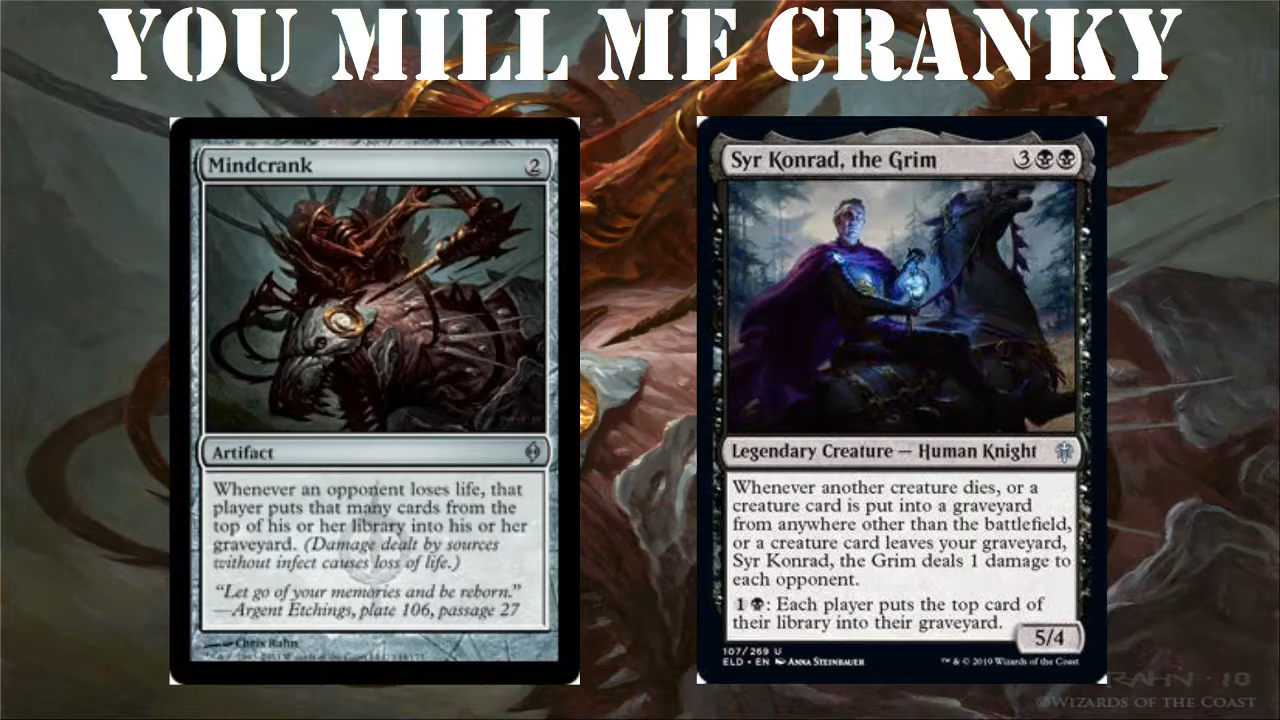 YOU MILL ME CRANKY
Mindcrank 2
Artifact
Whenever an opponent loses life, that
player puts that many cards from the
top of his or her library into his or her
graveyard. (Damage dealt by sources
without infect causes loss of life.)
"Let go of your memories and be reborn."
—Argent Etchings, plate 106, passage 27
Chris Rahn
Syr Konrad, the Grim 3
Legendary Creature — Human Knight
Whenever another creature dies, or a
creature card is put into a graveyard
from anywhere other than the battlefield,
or a creature card leaves your graveyard,
Syr Konrad, the Grim deals 1 damage to
each opponent.
1 : Each player puts the top card of
their library into their graveyard.
5/4
107/269 U
ELD • EN Anna Steinbauer ™ & © 2019 Wizards of the Coast
RAHN · 10
©WIZARDS OF THE COAST